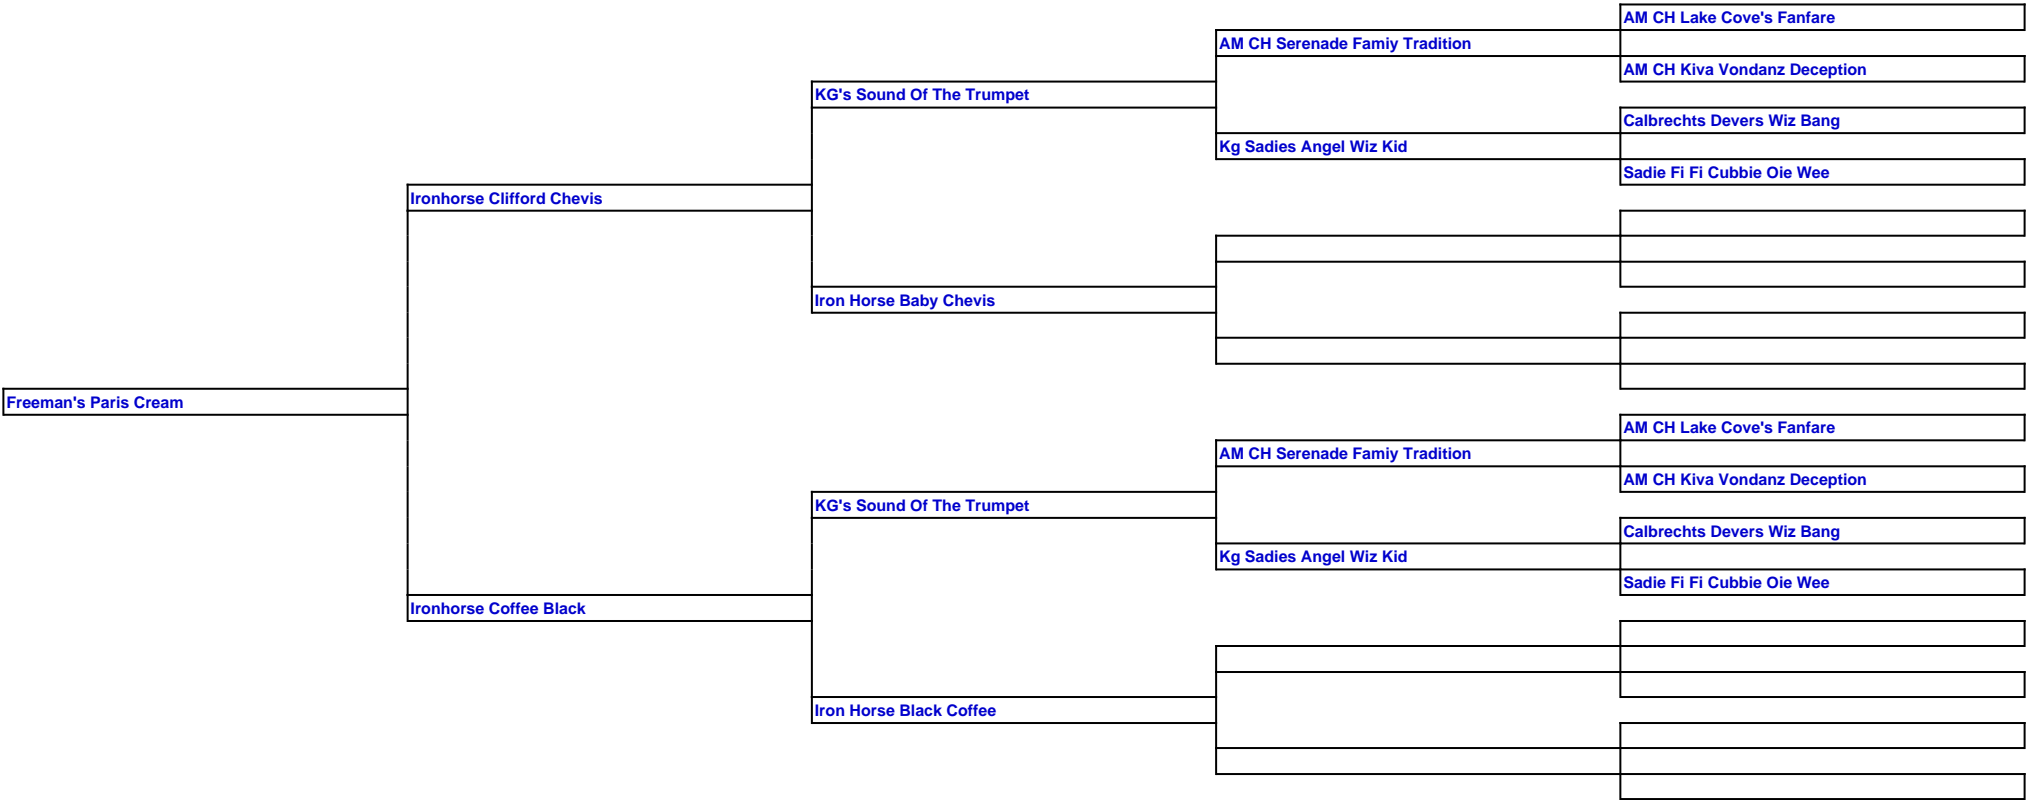 AM CH Lake Cove's Fanfare
AM CH Serenade Famiy Tradition
AM CH Kiva Vondanz Deception
KG's Sound Of The Trumpet
Calbrechts Devers Wiz Bang
Kg Sadies Angel Wiz Kid
Sadie Fi Fi Cubbie Oie Wee
Ironhorse Clifford Chevis
Iron Horse Baby Chevis
Freeman's Paris Cream
AM CH Lake Cove's Fanfare
AM CH Serenade Famiy Tradition
AM CH Kiva Vondanz Deception
KG's Sound Of The Trumpet
Calbrechts Devers Wiz Bang
Kg Sadies Angel Wiz Kid
Sadie Fi Fi Cubbie Oie Wee
Ironhorse Coffee Black
Iron Horse Black Coffee